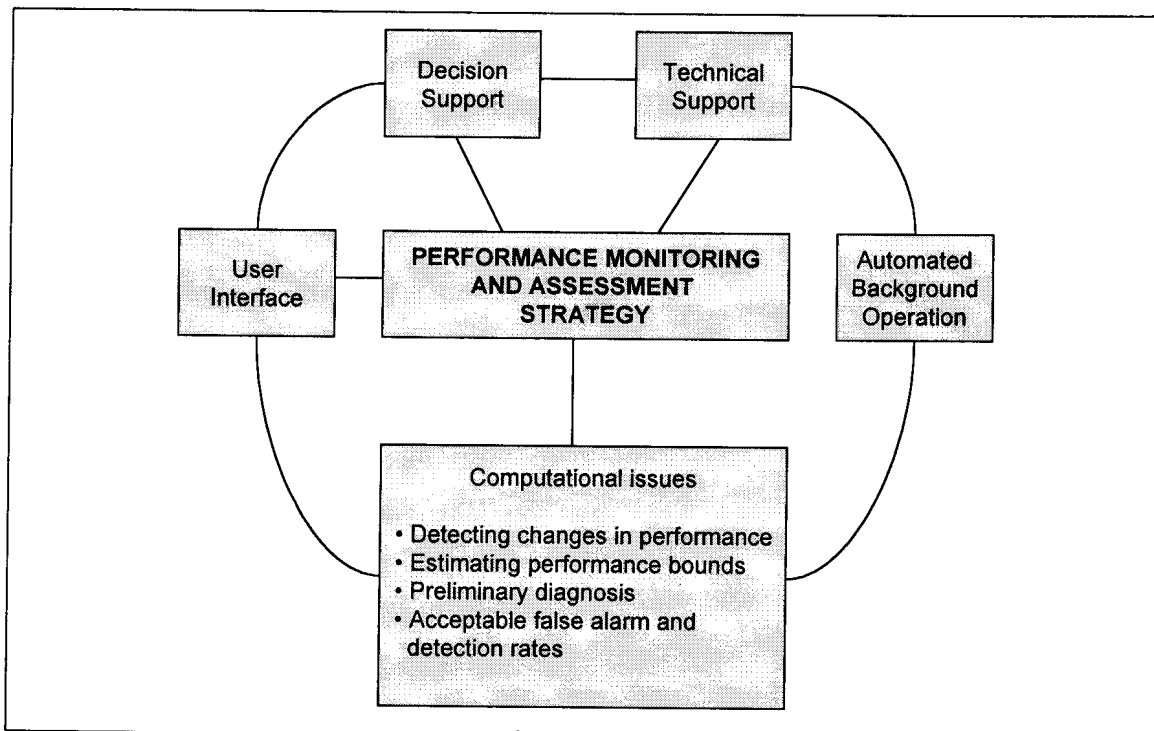 Decision
Support
Technical
Support
User
Interface
PERFORMANCE MONITORING
AND ASSESSMENT
STRATEGY
Automated
Background
Operation
Computational issues
• Detecting changes in performance
• Estimating performance bounds
• Preliminary diagnosis
• Acceptable false alarm and
detection rates